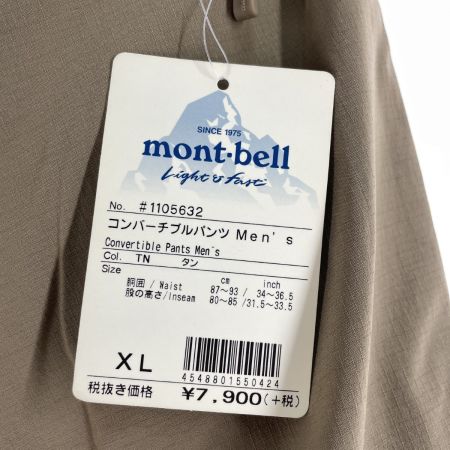 SINCE 1975
mont-bell
Light & Fast
No. #1105632
コンバーチブルパンツ Men's
Convertible Pants Men's
Col. TN タン
Size
cm inch
胴囲 / Waist 87~93 / 34~36.5
股の高さ/Inseam 80~85 /31.5~33.5
XL
4548801550424
税抜き価格 ¥7,900(+税)